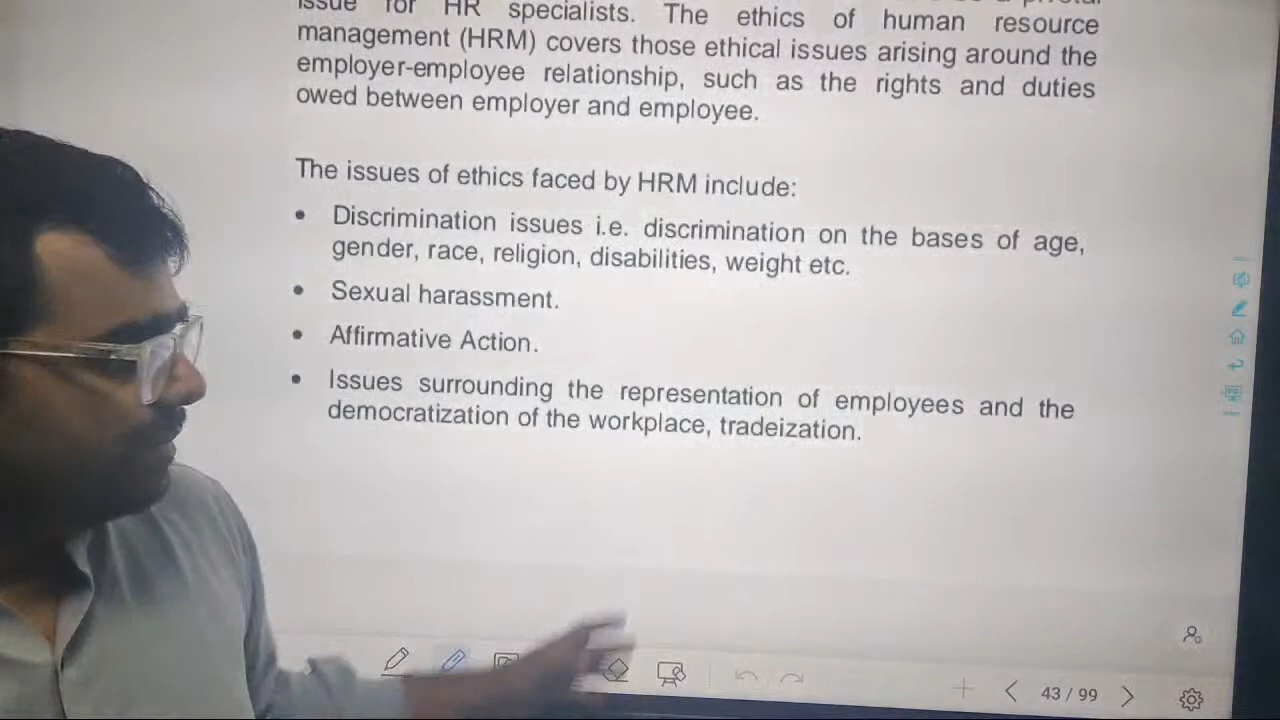 issue for HR specialists. The ethics of human resource
management (HRM) covers those ethical issues arising around the
employer-employee relationship, such as the rights and duties
owed between employer and employee.
The issues of ethics faced by HRM include:
• Discrimination issues i.e. discrimination on the bases of age,
gender, race, religion, disabilities, weight etc.
• Sexual harassment.
• Affirmative Action.
• Issues surrounding the representation of employees and the
democratization of the workplace, tradeization.
43 / 99